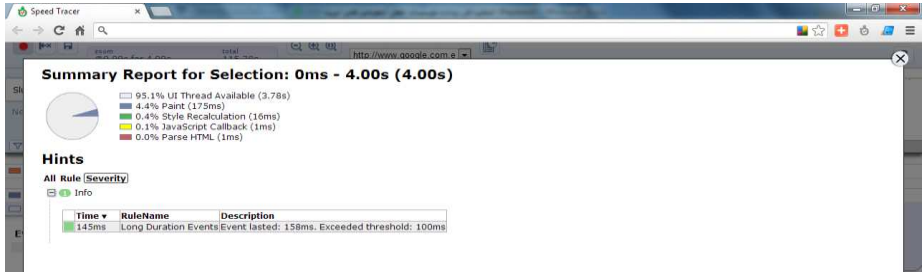 Speed Tracer
http://www.google.com.e
Summary Report for Selection: 0ms - 4.00s (4.00s)
95.1% UI Thread Available (3.78s)
4.4% Paint (175ms)
0.4% Style Recalculation (16ms)
0.1% JavaScript Callback (1ms)
0.0% Parse HTML (1ms)
Hints
All Rule Severity
Info
Time ▾ RuleName Description
145ms Long Duration Events Event lasted: 158ms. Exceeded threshold: 100ms